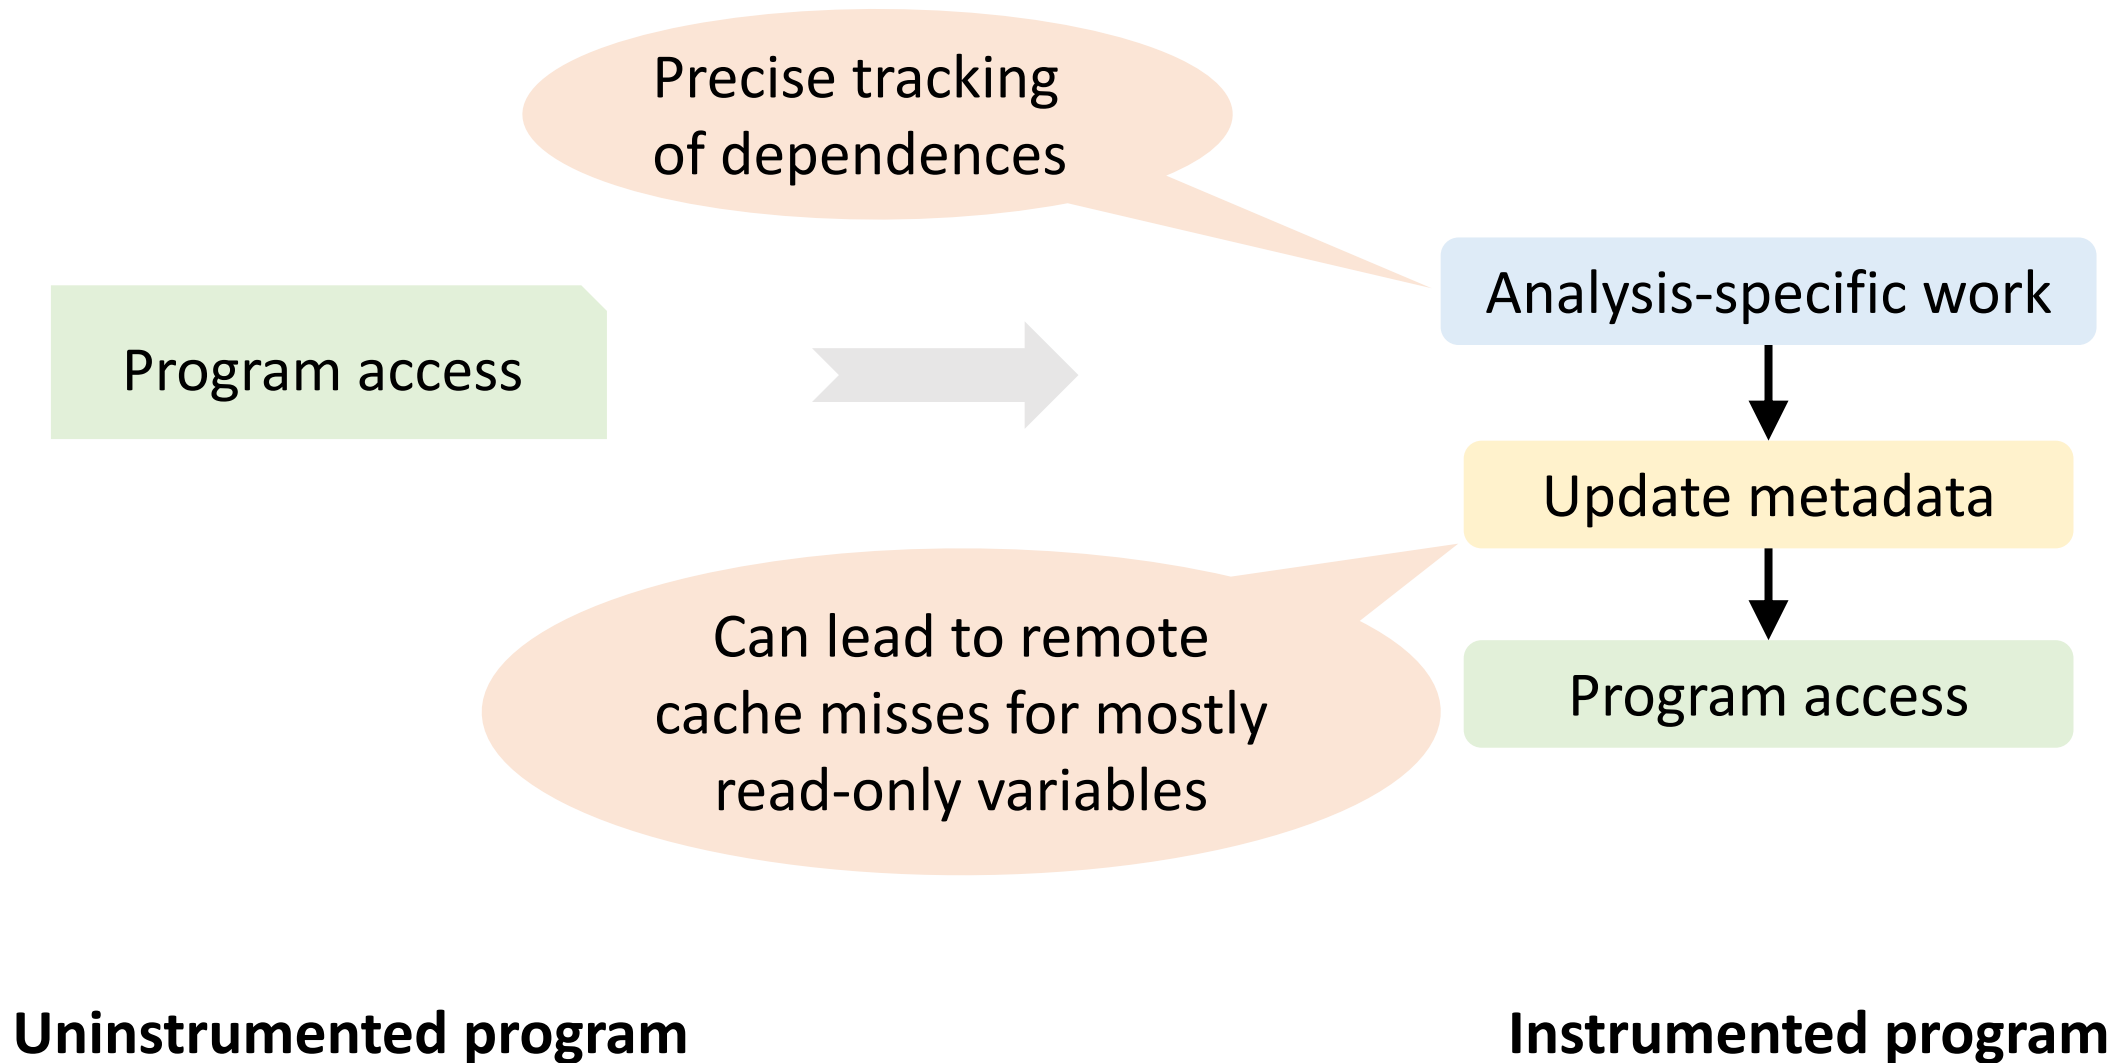 Precise tracking
of dependences
Program access
Analysis-specific work
Update metadata
Can lead to remote
cache misses for mostly
read-only variables
Program access
Uninstrumented program
Instrumented program